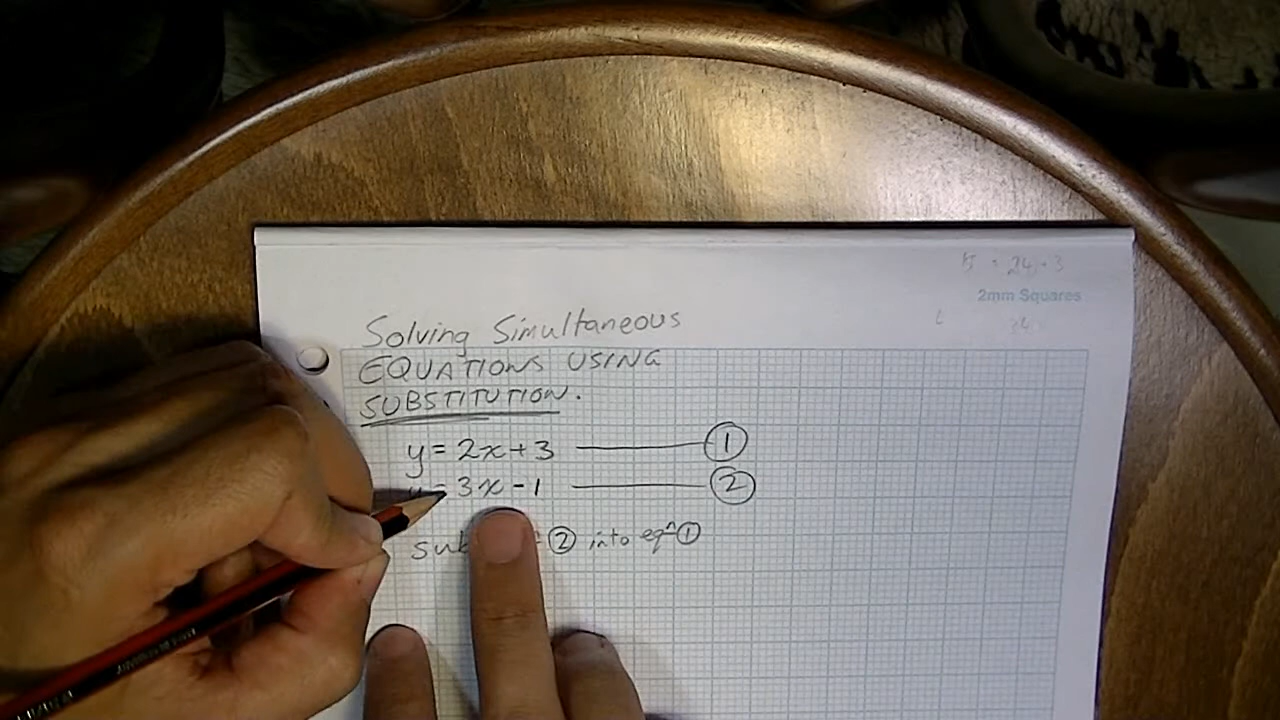 2mm Squares
Solving Simultaneous
EQUATIONS USING
SUBSTITUTION.
y = 2x + 3 ——— ①
y = 3x - 1 ——— ②
② into eqⁿ ①